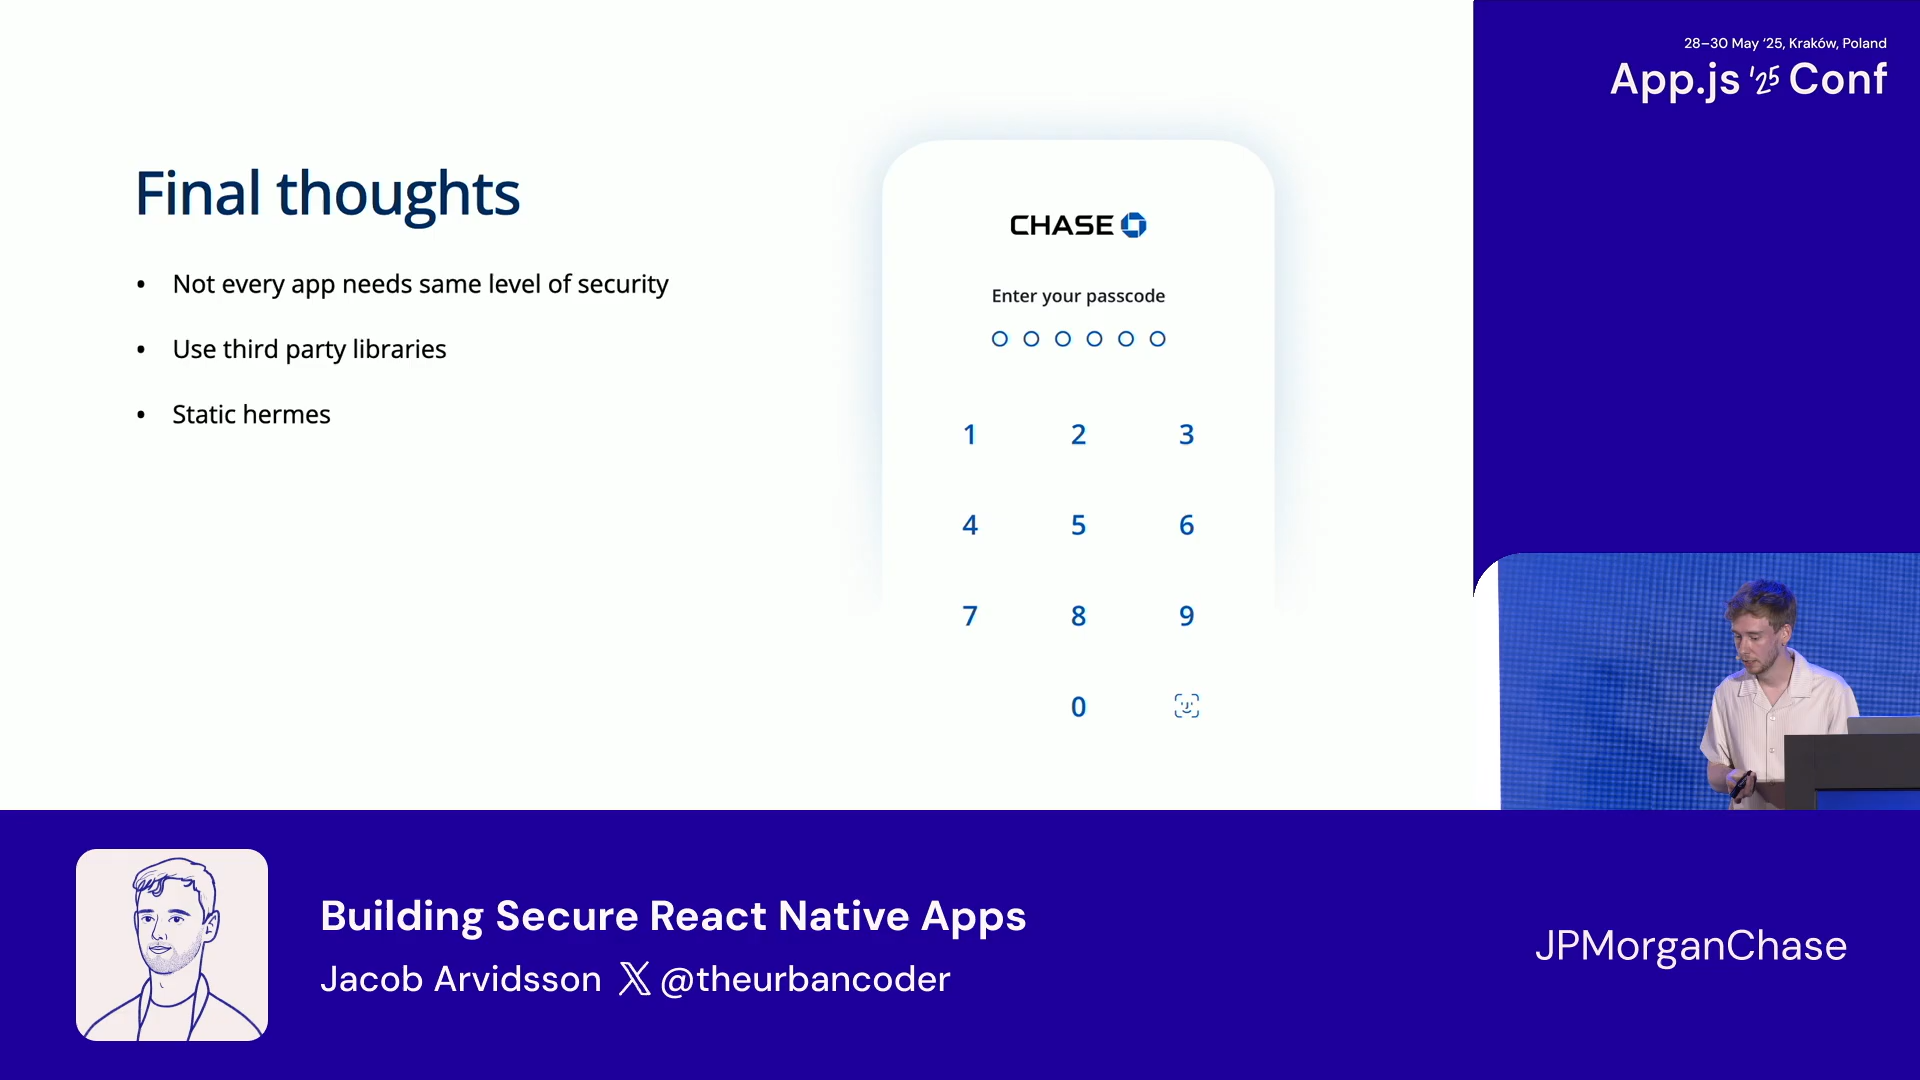 28–30 May ‘25, Kraków, Poland
App.js ‘25 Conf
Final thoughts
• Not every app needs same level of security
• Use third party libraries
• Static hermes
CHASE
Enter your passcode
1 2 3
4 5 6
7 8 9
0
Building Secure React Native Apps
Jacob Arvidsson 𝕏 @theurbancoder
JPMorganChase